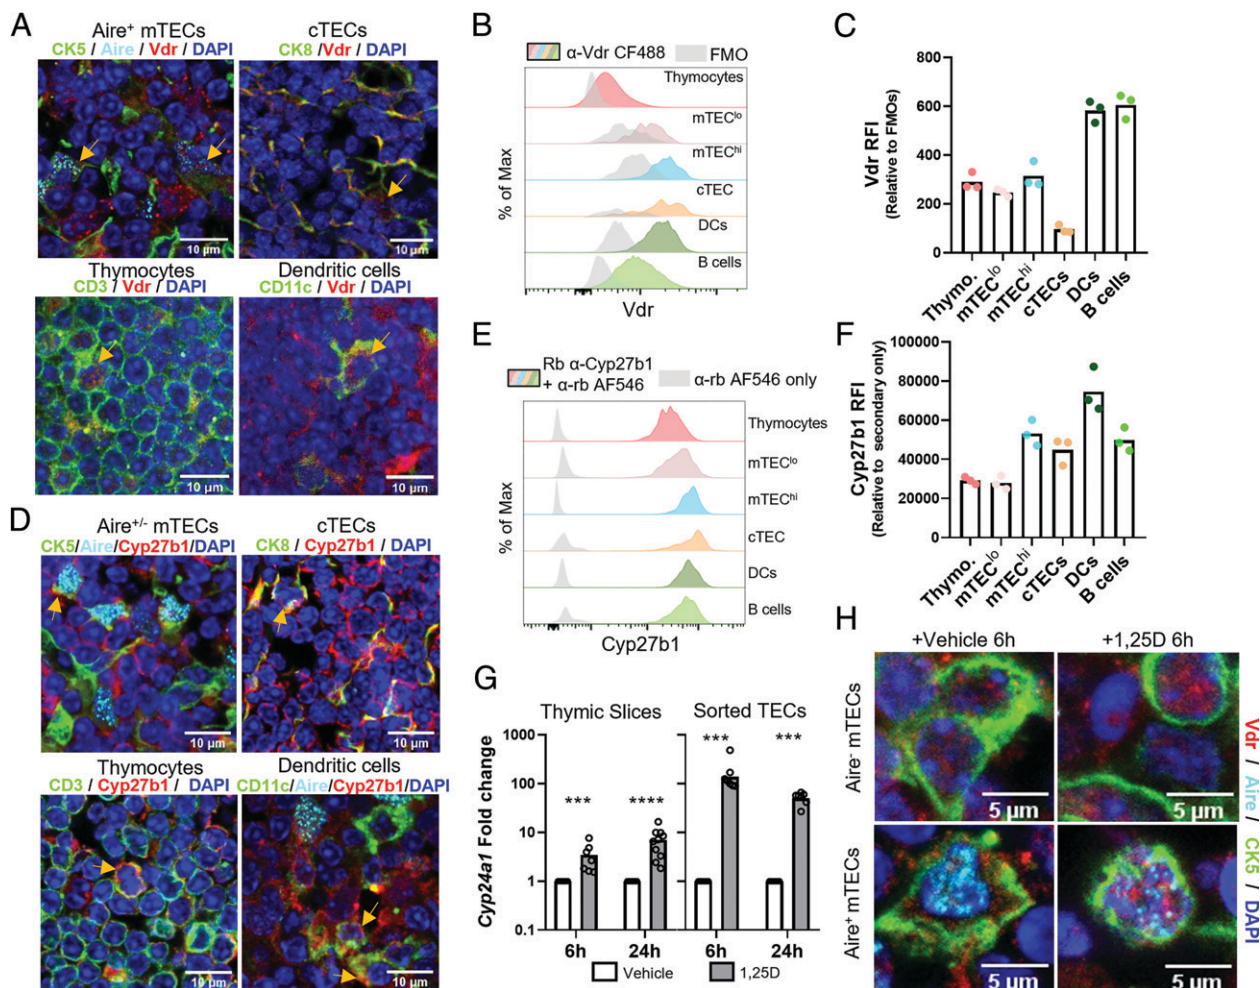 A
Aire+ mTECs
CK5 / Aire / Vdr / DAPI
10 µm
cTECs
CK8 /Vdr / DAPI
10 µm
Thymocytes
CD3 / Vdr / DAPI
10 µm
Dendritic cells
CD11c / Vdr / DAPI
10 µm
B
α-Vdr CF488
FMO
% of Max
Thymocytes
mTEClo
mTEChi
cTEC
DCs
B cells
Vdr
C
Vdr RFI
(Relative to FMOs)
800
600
400
200
0
Thymo.
mTEClo
mTEChi
cTECs
DCs
B cells
D
Aire+/- mTECs
CK5/Aire/Cyp27b1/DAPI
10 µm
cTECs
CK8 / Cyp27b1 / DAPI
10 µm
Thymocytes
CD3 / Cyp27b1 / DAPI
10 µm
Dendritic cells
CD11c/Aire/Cyp27b1/DAPI
10 µm
E
Rb α-Cyp27b1
+ α-rb AF546
α-rb AF546 only
% of Max
Thymocytes
mTEClo
mTEChi
cTEC
DCs
B cells
Cyp27b1
F
Cyp27b1 RFI
(Relative to secondary only)
100000
80000
60000
40000
20000
0
Thymo.
mTEClo
mTEChi
cTECs
DCs
B cells
G
Thymic Slices
Sorted TECs
Cyp24a1 Fold change
1000
100
10
1
0.1
***
****
***
***
6h
24h
6h
24h
Vehicle
1,25D
H
+Vehicle 6h
+1,25D 6h
Aire- mTECs
5 µm
5 µm
Aire+ mTECs
5 µm
5 µm
Vdr / Aire / CK5 / DAPI